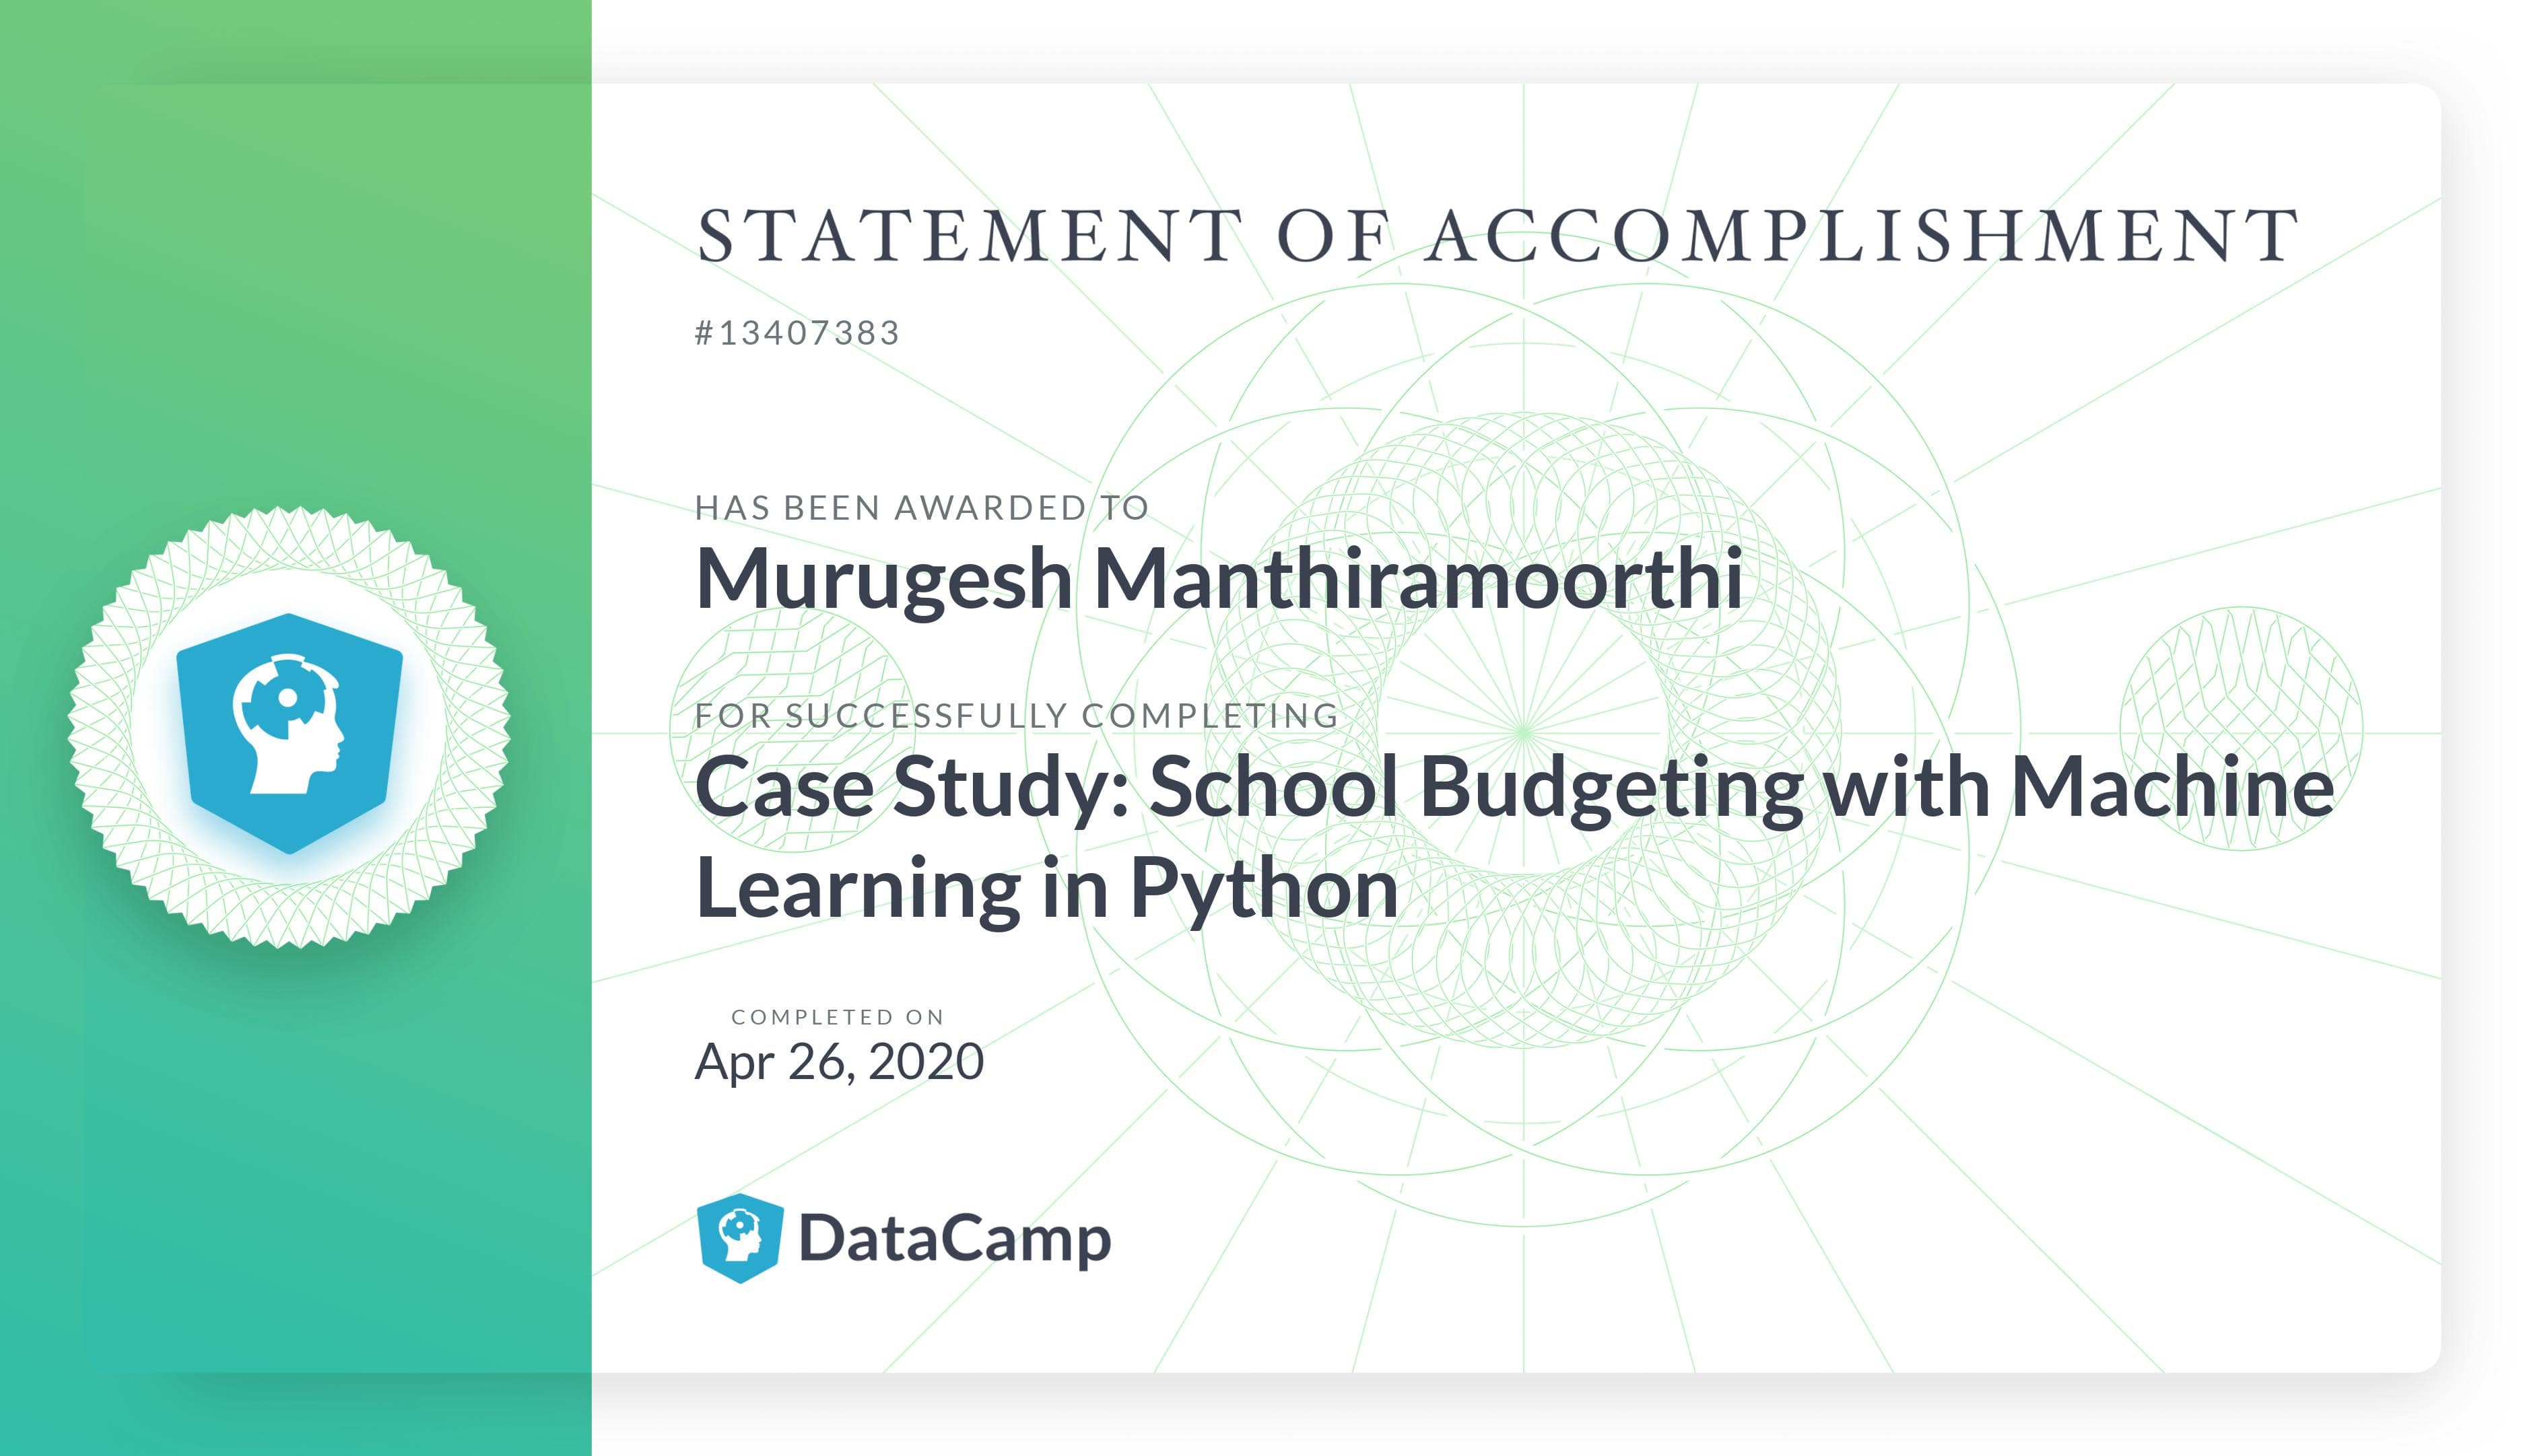 STATEMENT OF ACCOMPLISHMENT
#13407383
HAS BEEN AWARDED TO
Murugesh Manthiramoorthi
FOR SUCCESSFULLY COMPLETING
Case Study: School Budgeting with Machine
Learning in Python
COMPLETED ON
Apr 26, 2020
DataCamp